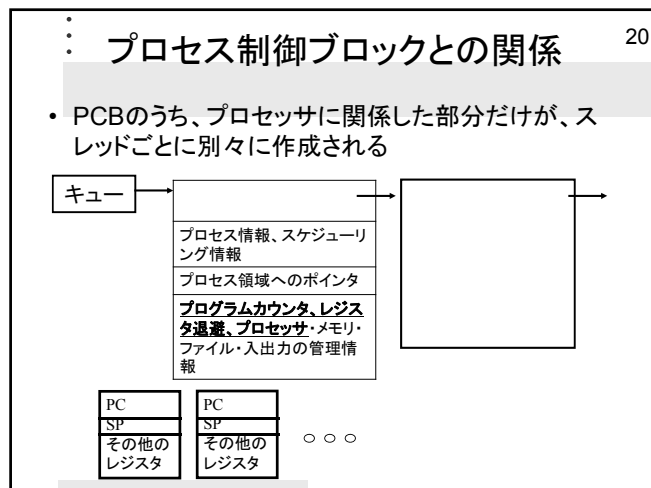 プロセス制御ブロックとの関係
20
• PCBのうち、プロセッサに関係した部分だけが、ス
レッドごとに別々に作成される
キュー
プロセス情報、スケジューリ
ング情報
プロセス領域へのポインタ
プログラムカウンタ、レジス
タ退避、プロセッサ・メモリ・
ファイル・入出力の管理情
報
PC
SP
その他の
レジスタ
PC
SP
その他の
レジスタ
○○○